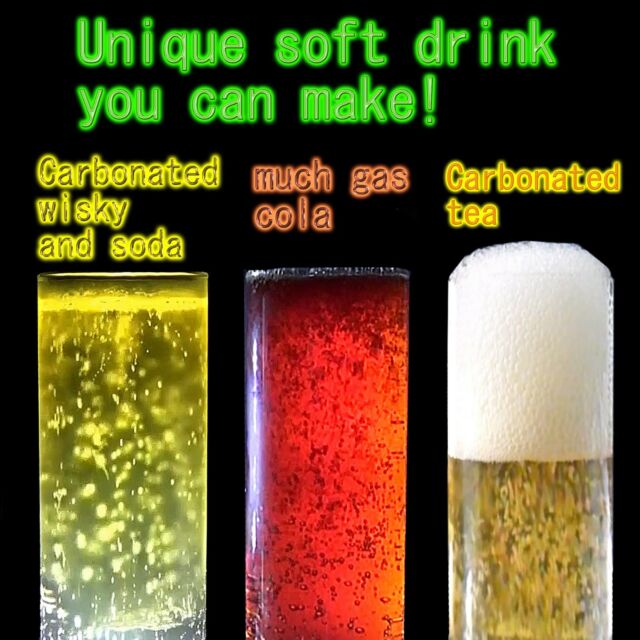 Unique soft drink
you can make!
Carbonated
wisky
and soda
much gas
cola
Carbonated
tea